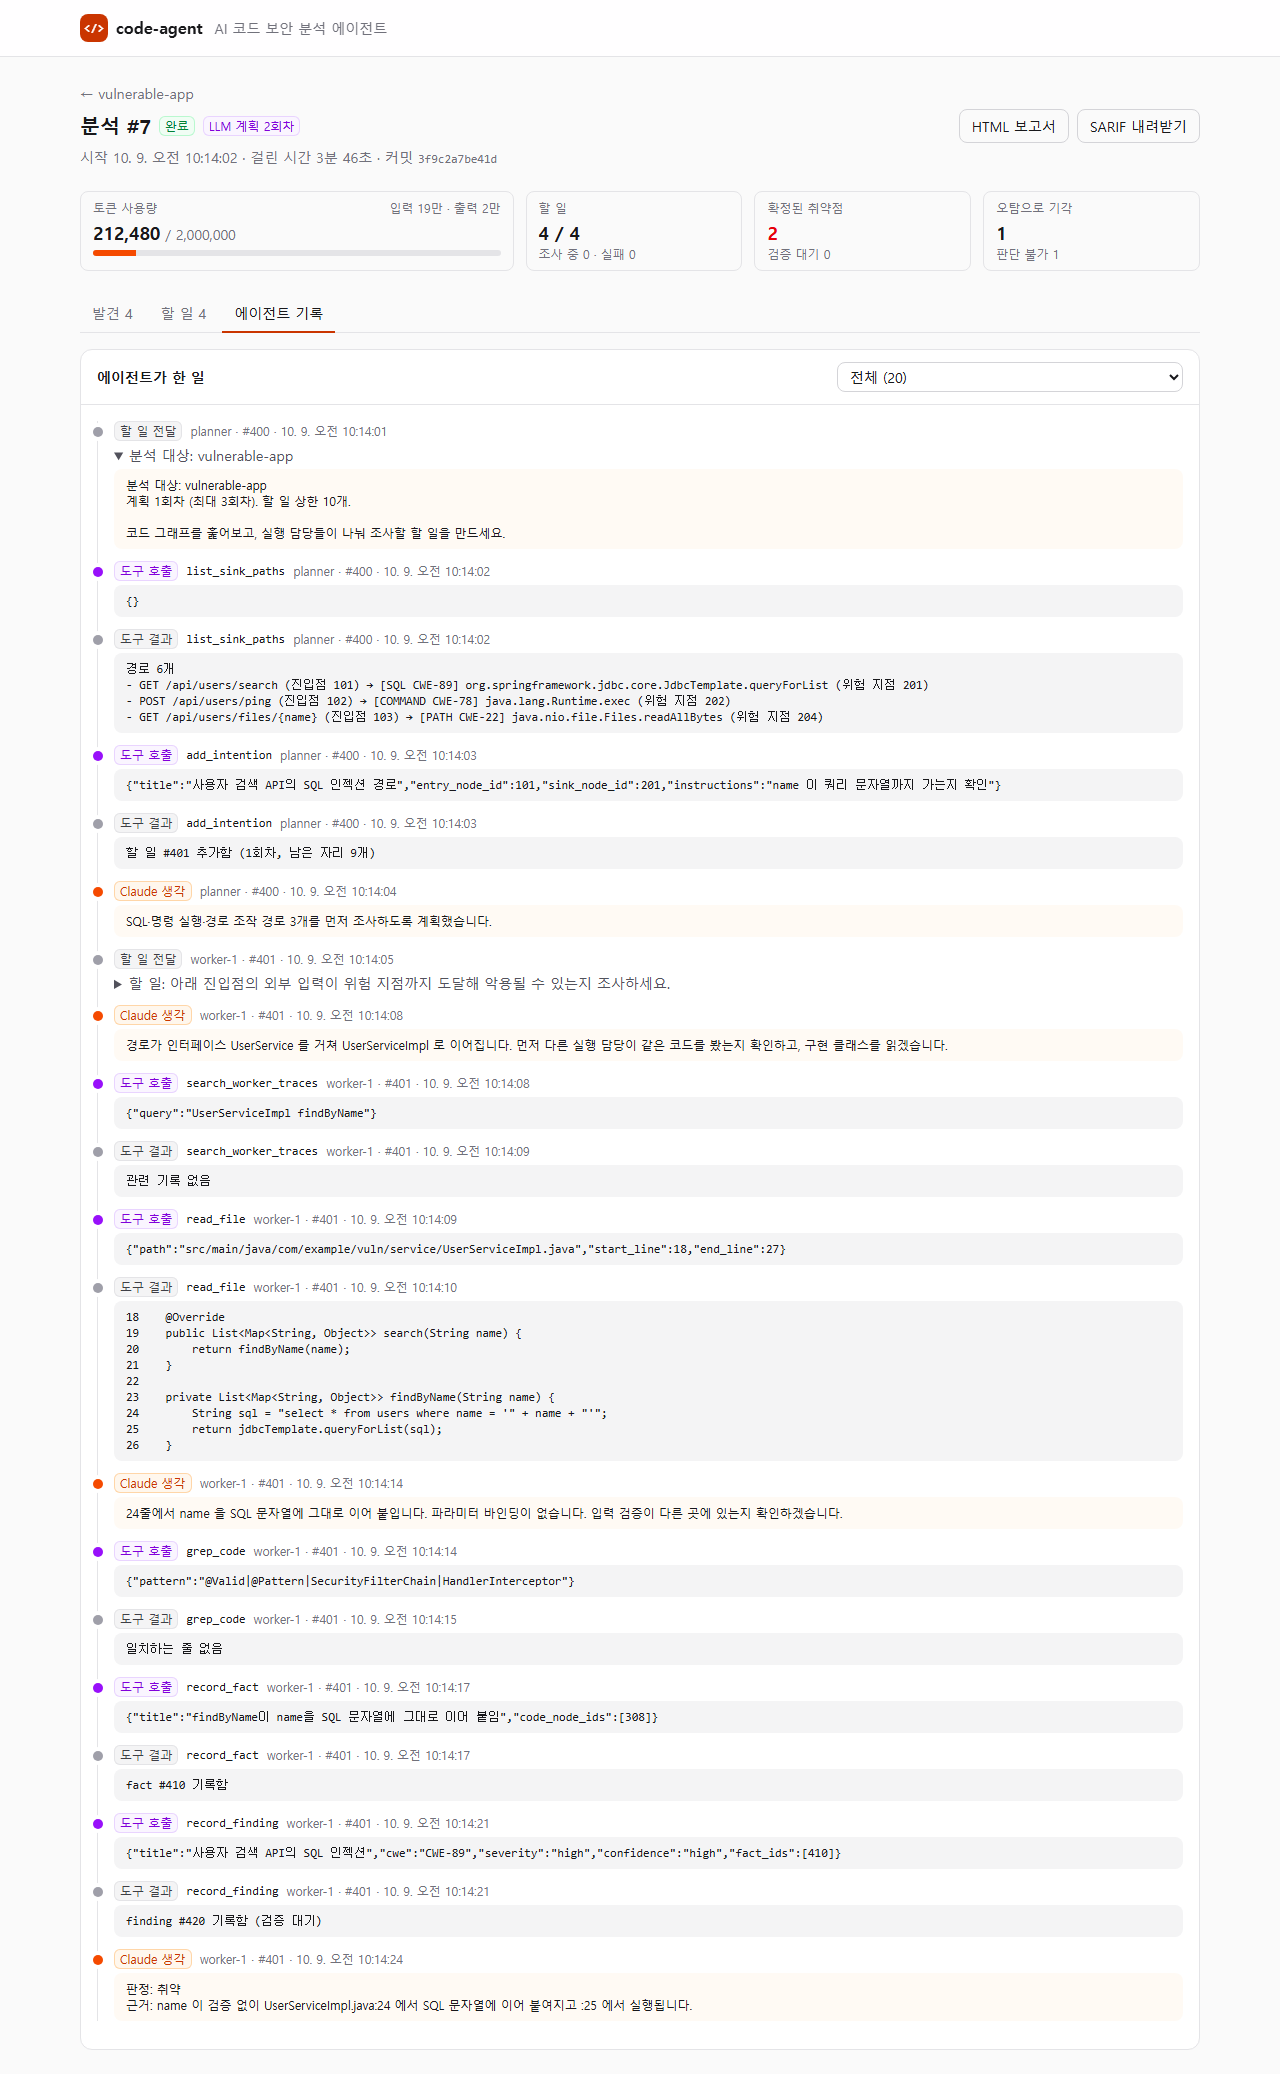 </> code-agent AI 코드 보안 분석 에이전트
← vulnerable-app
분석 #7 완료 LLM 계획 2회차
HTML 보고서 SARIF 내려받기
시작 10. 9. 오전 10:14:02 · 걸린 시간 3분 46초 · 커밋 3f9c2a7be41d
토큰 사용량 입력 19만 · 출력 2만
212,480 / 2,000,000
할 일
4 / 4
조사 중 0 · 실패 0
확정된 취약점
2
검증 대기 0
오탐으로 기각
1
판단 불가 1
발견 4 할 일 4 에이전트 기록
에이전트가 한 일
전체 (20)
할 일 전달 planner · #400 · 10. 9. 오전 10:14:01
▼ 분석 대상: vulnerable-app
분석 대상: vulnerable-app
계획 1회차 (최대 3회차). 할 일 상한 10개.
코드 그래프를 훑어보고, 실행 담당들이 나눠 조사할 할 일을 만드세요.
도구 호출 list_sink_paths planner · #400 · 10. 9. 오전 10:14:02
{}
도구 결과 list_sink_paths planner · #400 · 10. 9. 오전 10:14:02
경로 6개
- GET /api/users/search (진입점 101) → [SQL CWE-89] org.springframework.jdbc.core.JdbcTemplate.queryForList (위험 지점 201)
- POST /api/users/ping (진입점 102) → [COMMAND CWE-78] java.lang.Runtime.exec (위험 지점 202)
- GET /api/users/files/{name} (진입점 103) → [PATH CWE-22] java.nio.file.Files.readAllBytes (위험 지점 204)
도구 호출 add_intention planner · #400 · 10. 9. 오전 10:14:03
{"title":"사용자 검색 API의 SQL 인젝션 경로","entry_node_id":101,"sink_node_id":201,"instructions":"name 이 쿼리 문자열까지 가는지 확인"}
도구 결과 add_intention planner · #400 · 10. 9. 오전 10:14:03
할 일 #401 추가함 (1회차, 남은 자리 9개)
Claude 생각 planner · #400 · 10. 9. 오전 10:14:04
SQL·명령 실행·경로 조작 경로 3개를 먼저 조사하도록 계획했습니다.
할 일 전달 worker-1 · #401 · 10. 9. 오전 10:14:05
▶ 할 일: 아래 진입점의 외부 입력이 위험 지점까지 도달해 악용될 수 있는지 조사하세요.
Claude 생각 worker-1 · #401 · 10. 9. 오전 10:14:08
경로가 인터페이스 UserService 를 거쳐 UserServiceImpl 로 이어집니다. 먼저 다른 실행 담당이 같은 코드를 봤는지 확인하고, 구현 클래스를 읽겠습니다.
도구 호출 search_worker_traces worker-1 · #401 · 10. 9. 오전 10:14:08
{"query":"UserServiceImpl findByName"}
도구 결과 search_worker_traces worker-1 · #401 · 10. 9. 오전 10:14:09
관련 기록 없음
도구 호출 read_file worker-1 · #401 · 10. 9. 오전 10:14:09
{"path":"src/main/java/com/example/vuln/service/UserServiceImpl.java","start_line":18,"end_line":27}
도구 결과 read_file worker-1 · #401 · 10. 9. 오전 10:14:10
18    @Override
19    public List<Map<String, Object>> search(String name) {
20        return findByName(name);
21    }
22
23    private List<Map<String, Object>> findByName(String name) {
24        String sql = "select * from users where name = '" + name + "'";
25        return jdbcTemplate.queryForList(sql);
26    }
Claude 생각 worker-1 · #401 · 10. 9. 오전 10:14:14
24줄에서 name 을 SQL 문자열에 그대로 이어 붙입니다. 파라미터 바인딩이 없습니다. 입력 검증이 다른 곳에 있는지 확인하겠습니다.
도구 호출 grep_code worker-1 · #401 · 10. 9. 오전 10:14:14
{"pattern":"@Valid|@Pattern|SecurityFilterChain|HandlerInterceptor"}
도구 결과 grep_code worker-1 · #401 · 10. 9. 오전 10:14:15
일치하는 줄 없음
도구 호출 record_fact worker-1 · #401 · 10. 9. 오전 10:14:17
{"title":"findByName이 name을 SQL 문자열에 그대로 이어 붙임","code_node_ids":[308]}
도구 결과 record_fact worker-1 · #401 · 10. 9. 오전 10:14:17
fact #410 기록함
도구 호출 record_finding worker-1 · #401 · 10. 9. 오전 10:14:21
{"title":"사용자 검색 API의 SQL 인젝션","cwe":"CWE-89","severity":"high","confidence":"high","fact_ids":[410]}
도구 결과 record_finding worker-1 · #401 · 10. 9. 오전 10:14:21
finding #420 기록함 (검증 대기)
Claude 생각 worker-1 · #401 · 10. 9. 오전 10:14:24
판정: 취약
근거: name 이 검증 없이 UserServiceImpl.java:24 에서 SQL 문자열에 이어 붙여지고 :25 에서 실행됩니다.